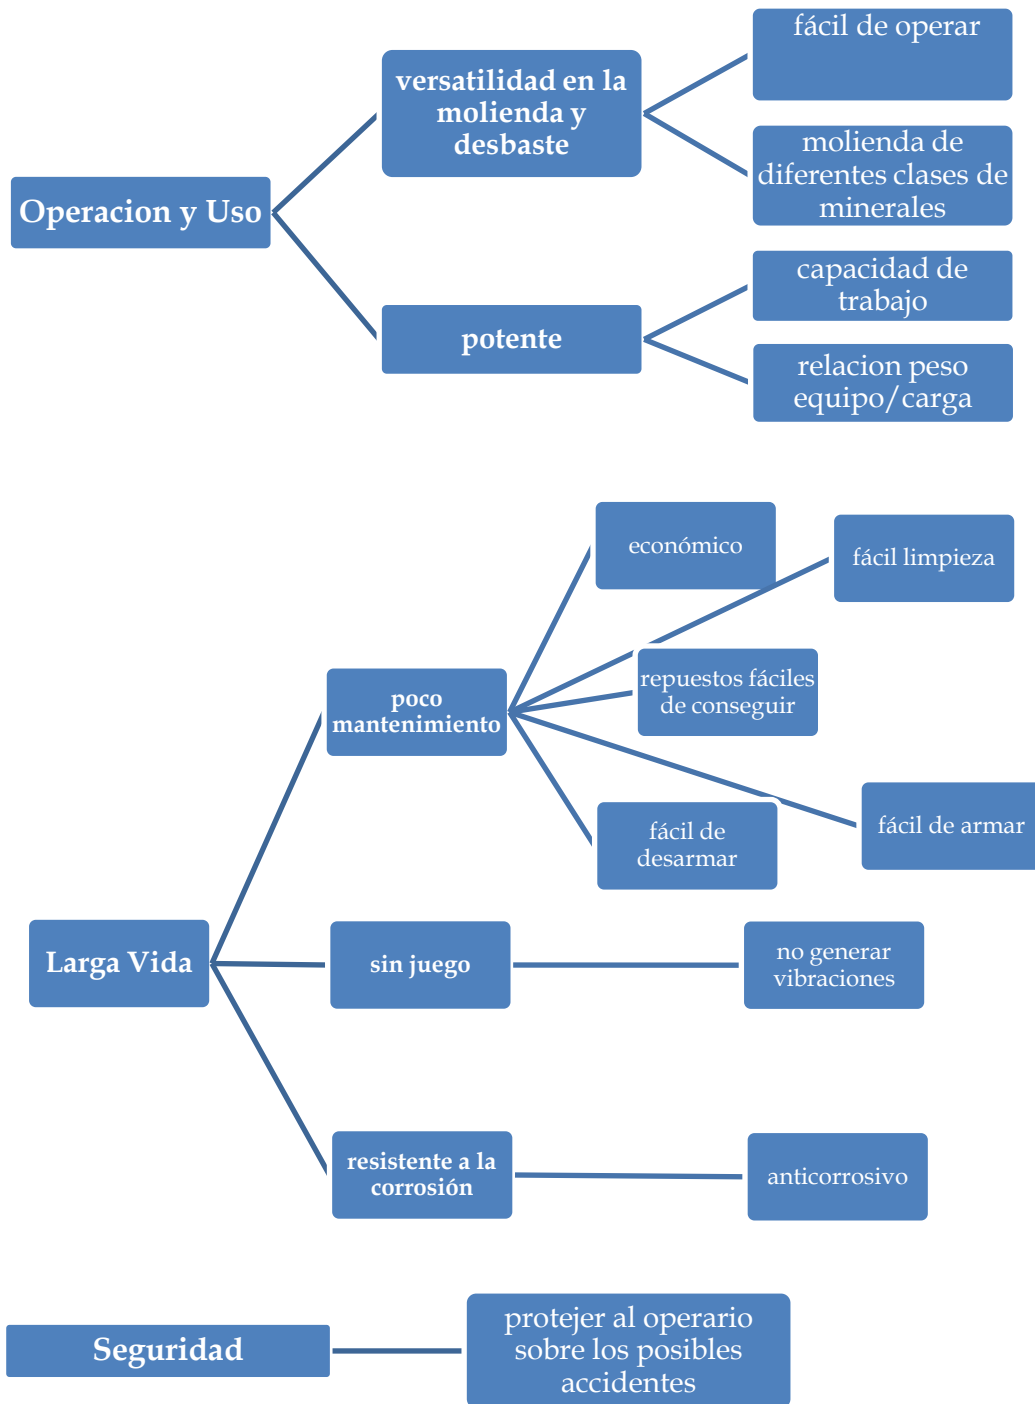 fácil de operar
versatilidad en la
molienda y
desbaste
molienda de
diferentes clases de
minerales
Operacion y Uso
capacidad de
trabajo
potente
relacion peso
equipo/carga
económico
fácil limpieza
repuestos fáciles
de conseguir
poco
mantenimiento
fácil de armar
fácil de
desarmar
Larga Vida
sin juego
no generar
vibraciones
resistente a la
corrosión
anticorrosivo
Seguridad
protejer al operario
sobre los posibles
accidentes